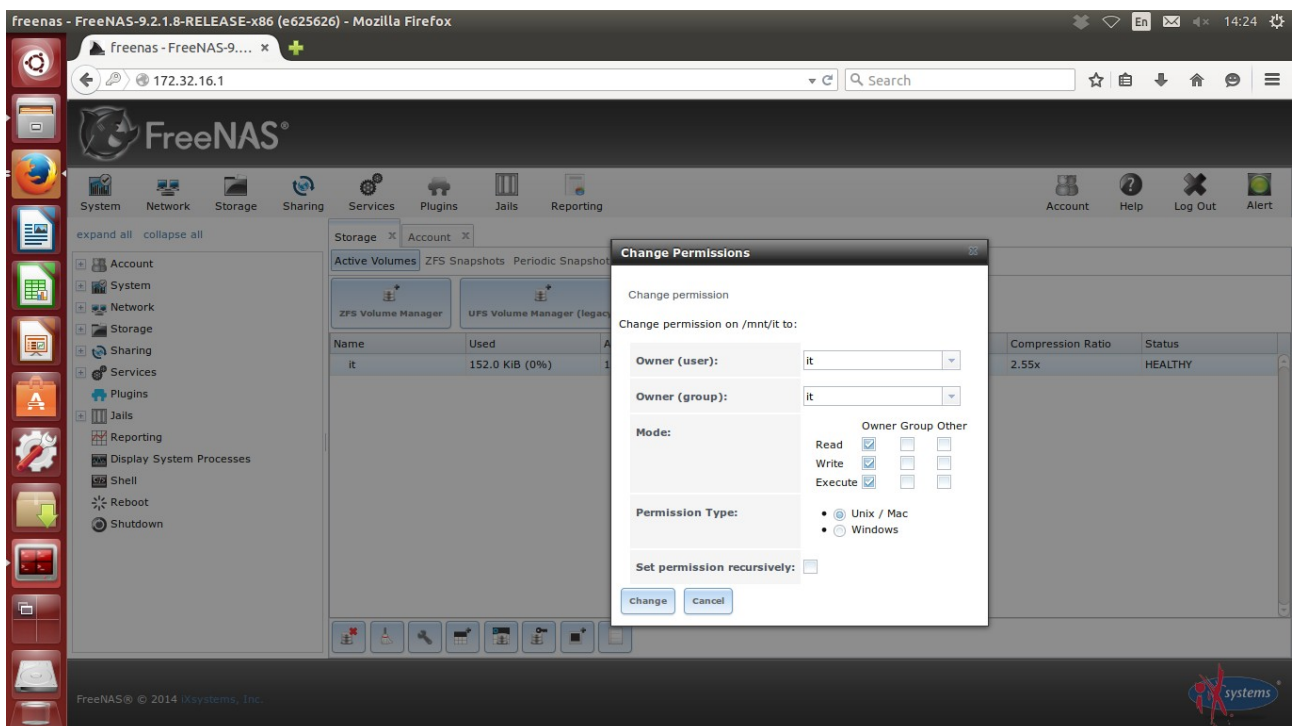 freenas - FreeNAS-9.2.1.8-RELEASE-x86 (e625626) - Mozilla Firefox
En
14:24
freenas - FreeNAS-9.... ×
172.32.16.1
Search
FreeNAS®
System Network Storage Sharing Services Plugins Jails Reporting Account Help Log Out Alert
expand all collapse all
Account
System
Network
Storage
Sharing
Services
Plugins
Jails
Reporting
Display System Processes
Shell
Reboot
Shutdown
Storage Account
Active Volumes ZFS Snapshots Periodic Snapshot
ZFS Volume Manager UFS Volume Manager (legacy
Name Used A Compression Ratio Status
it 152.0 KiB (0%) 1 2.55x HEALTHY
Change Permissions
Change permission
Change permission on /mnt/it to:
Owner (user): it
Owner (group): it
Mode:
Owner Group Other
Read
Write
Execute
Permission Type:
Unix / Mac
Windows
Set permission recursively:
Change Cancel
FreeNAS® © 2014 iXsystems, Inc.
iX systems